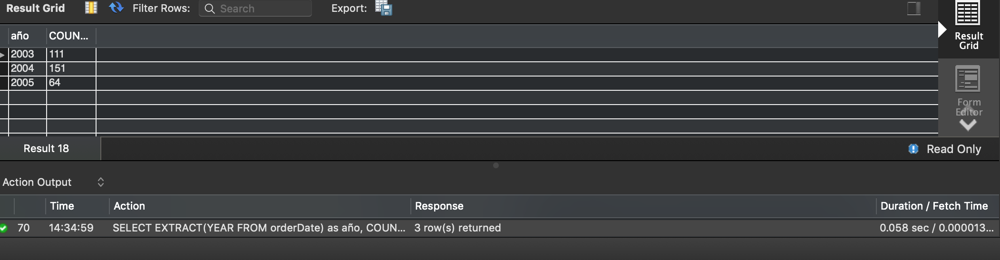 Result Grid Filter Rows: Search Export:
año COUN...
2003 111
2004 151
2005 64
Result
Grid
Form
Editor
Result 18 Read Only
Action Output
Time Action Response Duration / Fetch Time
70 14:34:59 SELECT EXTRACT(YEAR FROM orderDate) as año, COUN... 3 row(s) returned 0.058 sec / 0.000013...